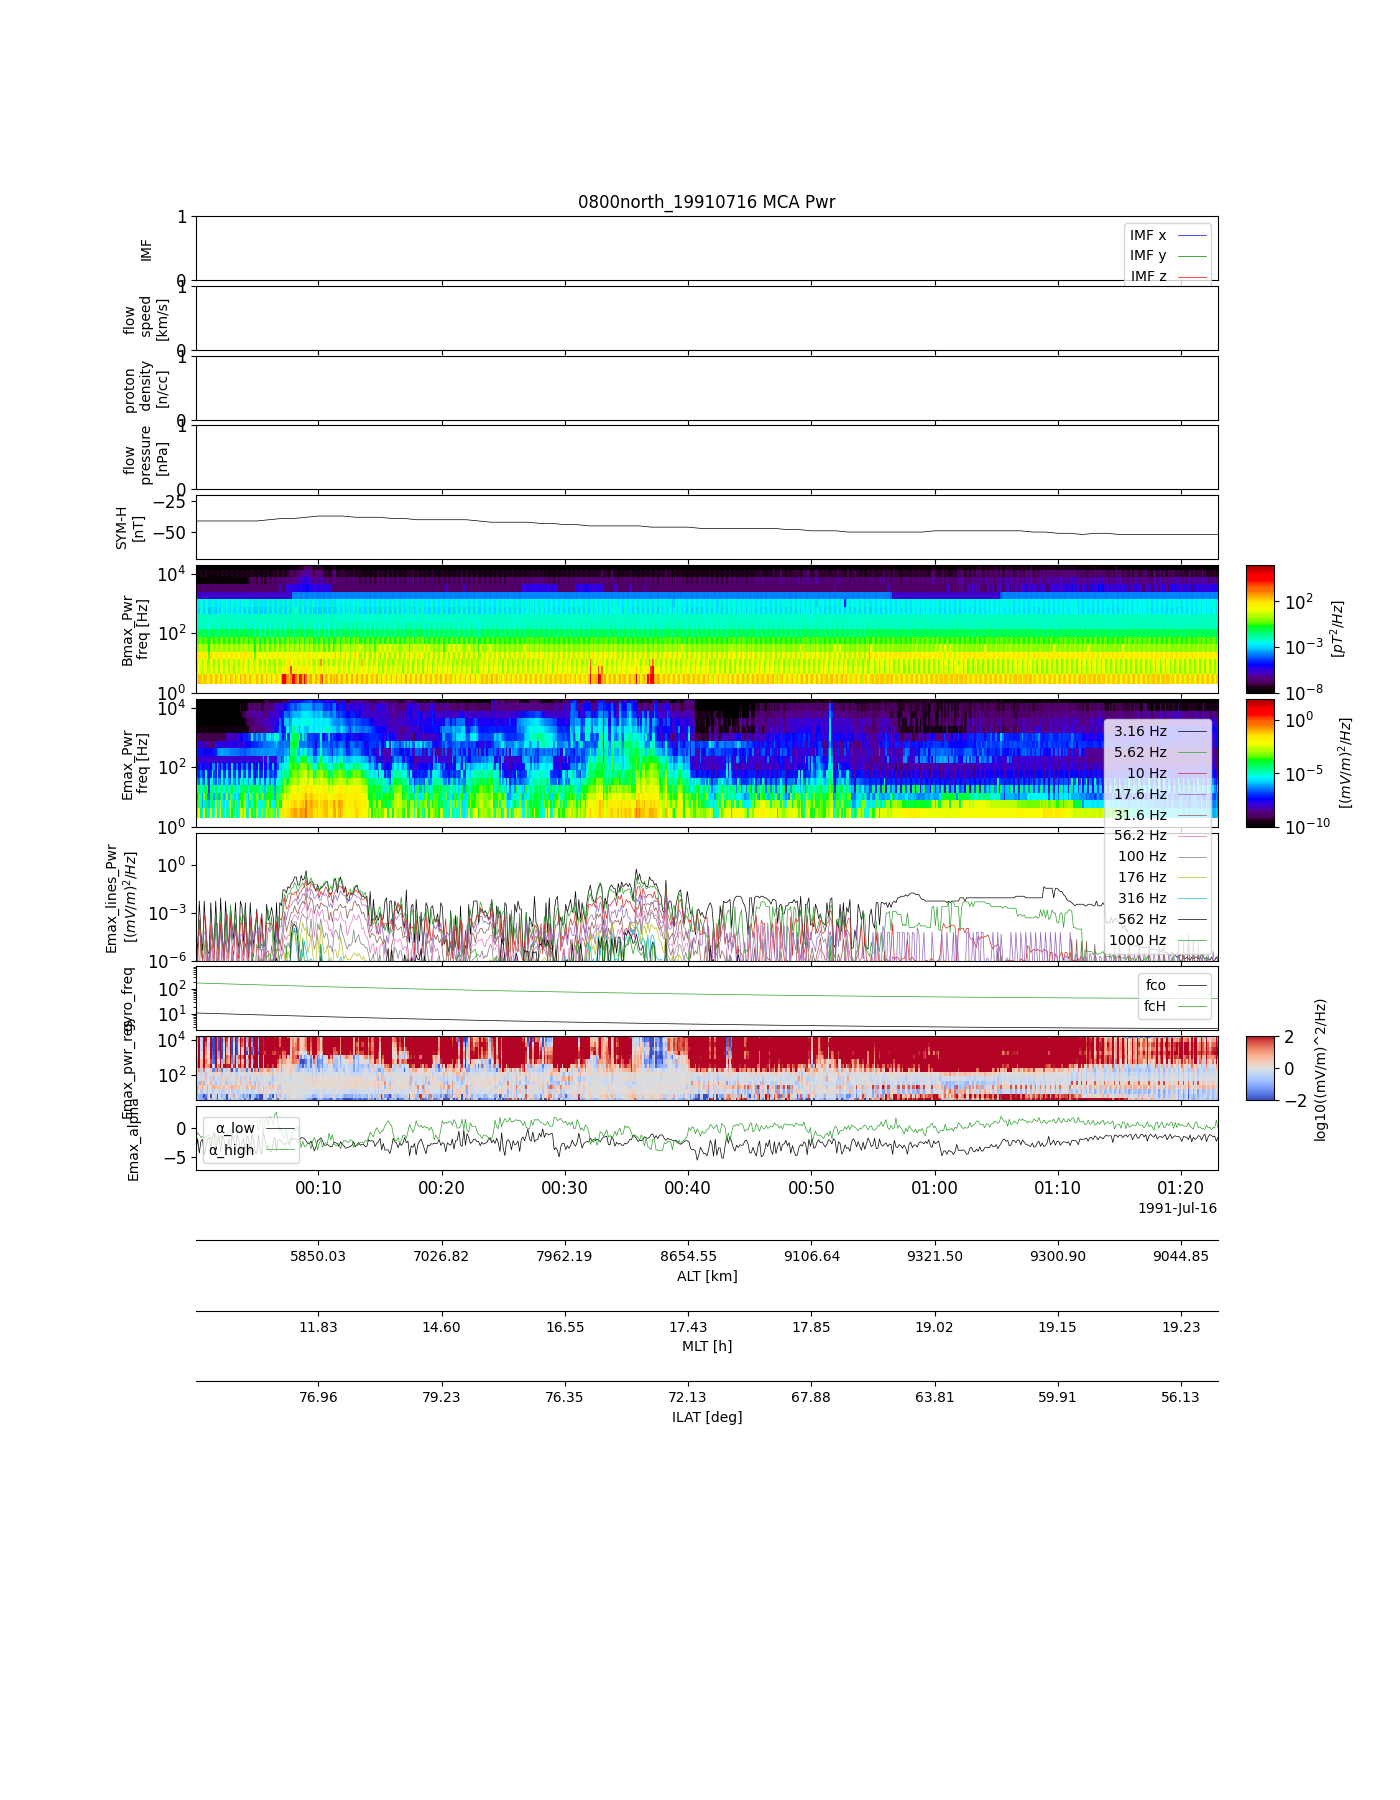 0800north_19910716 MCA Pwr
1
0
IMF
IMF x
IMF y
IMF z
1
0
flow
speed
[km/s]
1
0
proton
density
[n/cc]
1
0
flow
pressure
[nPa]
−25
−50
SYM-H
[nT]
10^4
10^2
10^0
Bmax_Pwr
freq [Hz]
10^2
10^−3
10^−8
[pT^2/Hz]
10^4
10^2
10^0
Emax_Pwr
freq [Hz]
10^0
10^−5
10^−10
[(mV/m)^2/Hz]
3.16 Hz
5.62 Hz
10 Hz
17.6 Hz
31.6 Hz
56.2 Hz
100 Hz
176 Hz
316 Hz
562 Hz
1000 Hz
10^0
10^−3
10^−6
Emax_lines_Pwr
[(mV/m)^2/Hz]
10^2
10^1
gyro_freq
fco
fcH
10^4
10^2
Emax_pwr_reg
2
0
−2
log10((mV/m)^2/Hz)
0
−5
Emax_alpha
α_low
α_high
00:10 00:20 00:30 00:40 00:50 01:00 01:10 01:20
1991-Jul-16
5850.03 7026.82 7962.19 8654.55 9106.64 9321.50 9300.90 9044.85
ALT [km]
11.83 14.60 16.55 17.43 17.85 19.02 19.15 19.23
MLT [h]
76.96 79.23 76.35 72.13 67.88 63.81 59.91 56.13
ILAT [deg]